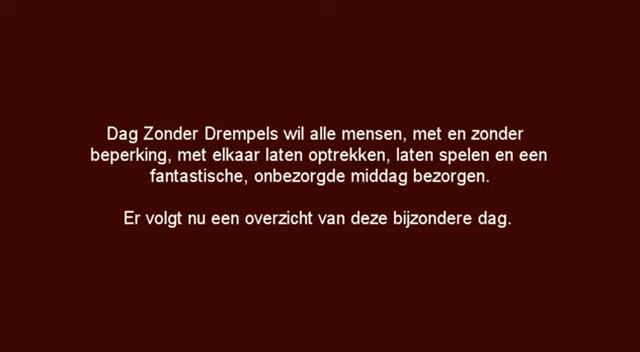 Dag Zonder Drempels wil alle mensen, met en zonder
beperking, met elkaar laten optrekken, laten spelen en een
fantastische, onbezorgde middag bezorgen.
Er volgt nu een overzicht van deze bijzondere dag.